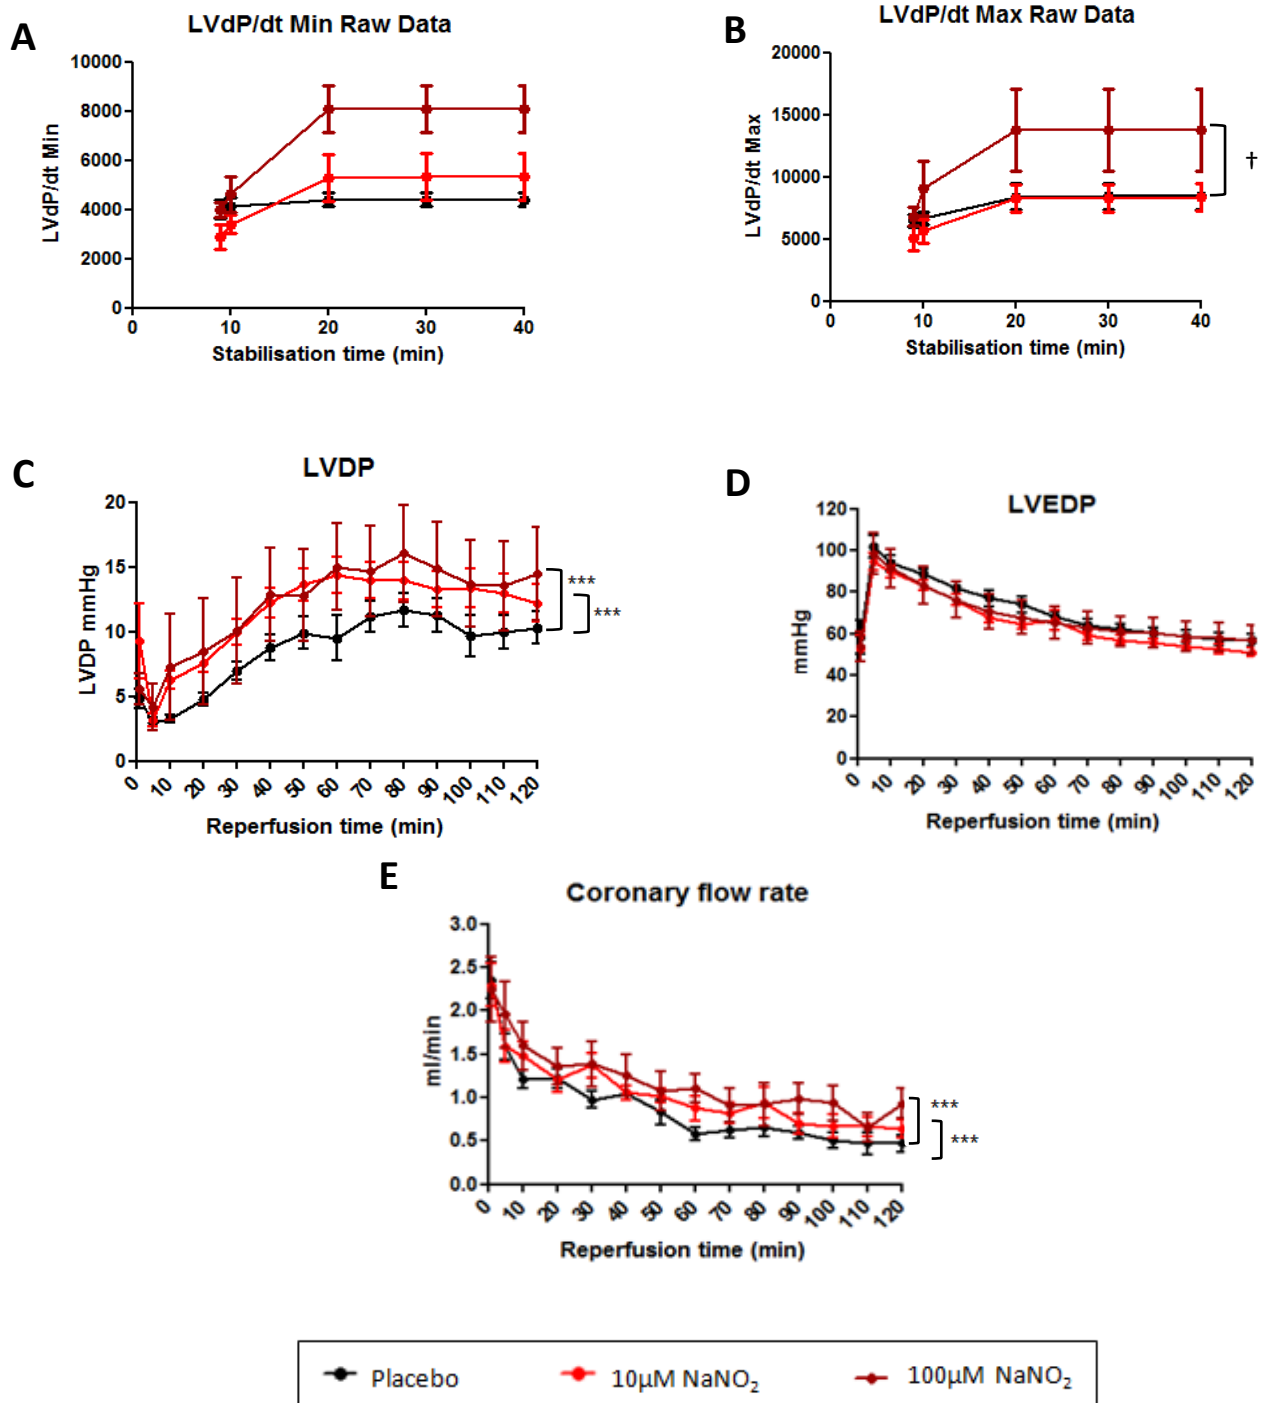 A
LVdP/dt Min Raw Data
LVdP/dt Min
10000
8000
6000
4000
2000
0
0 10 20 30 40
Stabilisation time (min)
B
LVdP/dt Max Raw Data
LVdP/dt Max
20000
15000
10000
5000
0
†
0 10 20 30 40
Stabilisation time (min)
C
LVDP
LVDP mmHg
20
15
10
5
0
***
***
0 10 20 30 40 50 60 70 80 90 100 110 120
Reperfusion time (min)
D
LVEDP
mmHg
120
100
80
60
40
20
0
0 10 20 30 40 50 60 70 80 90 100 110 120
Reperfusion time (min)
E
Coronary flow rate
ml/min
3.0
2.5
2.0
1.5
1.0
0.5
0.0
***
***
0 10 20 30 40 50 60 70 80 90 100 110 120
Reperfusion time (min)
Placebo 10µM NaNO₂ 100µM NaNO₂